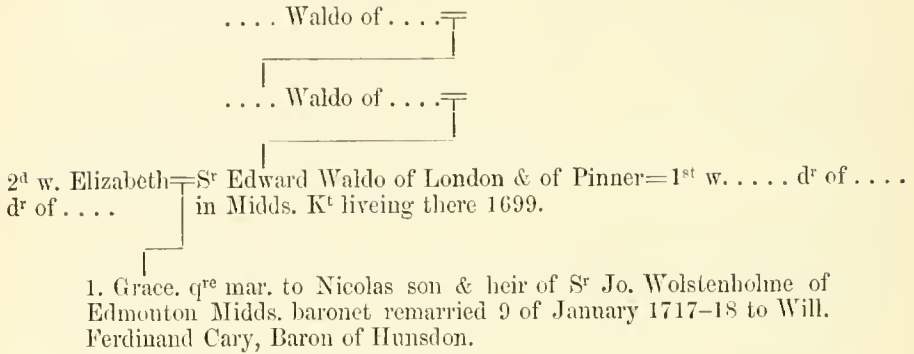 . . . . Waldo of . . . .
. . . . Waldo of . . . .
2ᵈ w. Elizabeth=Sʳ Edward Waldo of London & of Pinner=1ˢᵗ w. . . . . . dʳ of . . . .
dʳ of . . . . in Midds. Kᵗ liveing there 1699.
1. Grace. qʳᵉ mar. to Nicolas son & heir of Sʳ Jo. Wolstenholme of
Edmonton Midds. baronet remarried 9 of January 1717–18 to Will.
Ferdinand Cary, Baron of Hunsdon.